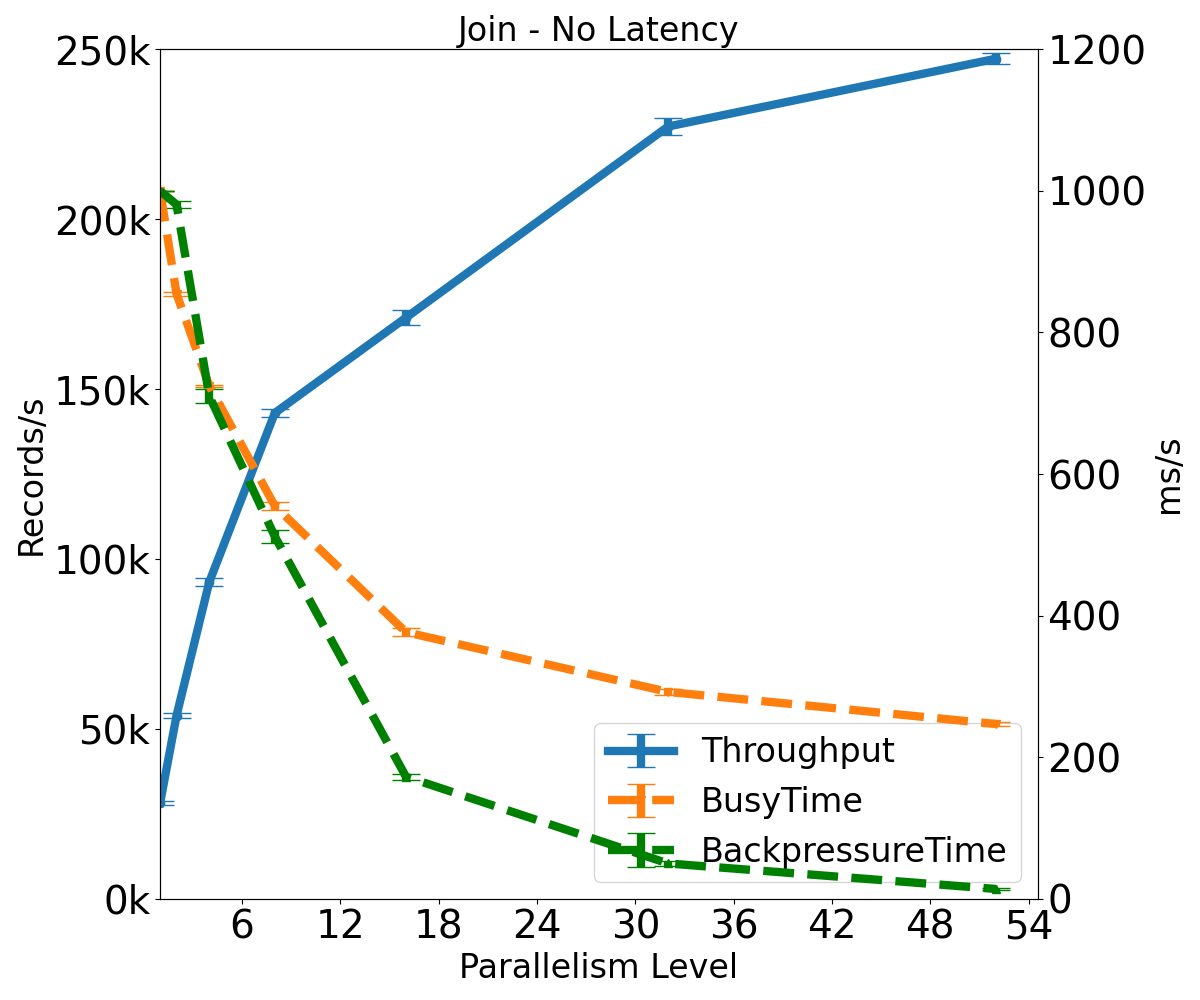 Join - No Latency
250k
200k
150k
100k
50k
0k
Records/s
1200
1000
800
600
400
200
0
ms/s
6 12 18 24 30 36 42 48 54
Parallelism Level
Throughput
BusyTime
BackpressureTime